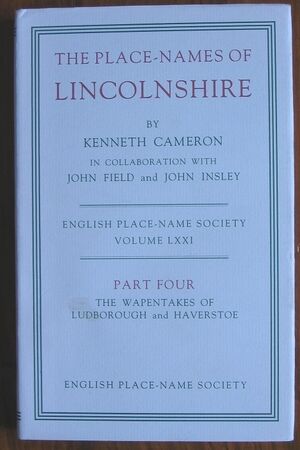 THE PLACE-NAMES OF
LINCOLNSHIRE
BY
KENNETH CAMERON
IN COLLABORATION WITH
JOHN FIELD and JOHN INSLEY
ENGLISH PLACE-NAME SOCIETY
VOLUME LXXI
PART FOUR
THE WAPENTAKES OF
LUDBOROUGH and HAVERSTOE
ENGLISH PLACE-NAME SOCIETY